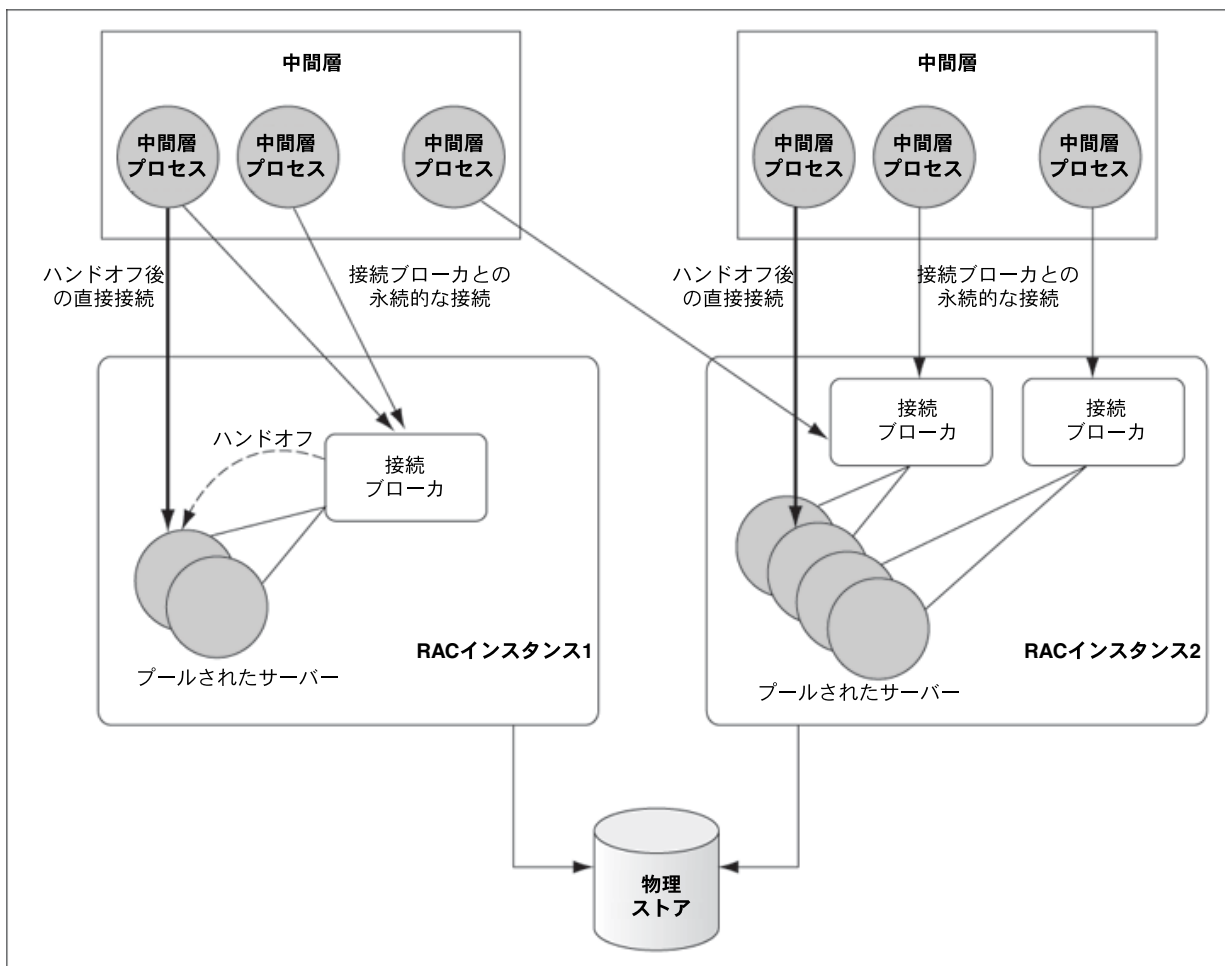 中間層
中間層
中間層
プロセス
中間層
プロセス
中間層
プロセス
中間層
プロセス
中間層
プロセス
中間層
プロセス
ハンドオフ後
の直接接続
接続ブローカとの
永続的な接続
ハンドオフ後
の直接接続
接続ブローカとの
永続的な接続
ハンドオフ
接続
ブローカ
接続
ブローカ
接続
ブローカ
RACインスタンス1
プールされたサーバー
RACインスタンス2
プールされたサーバー
物理
ストア